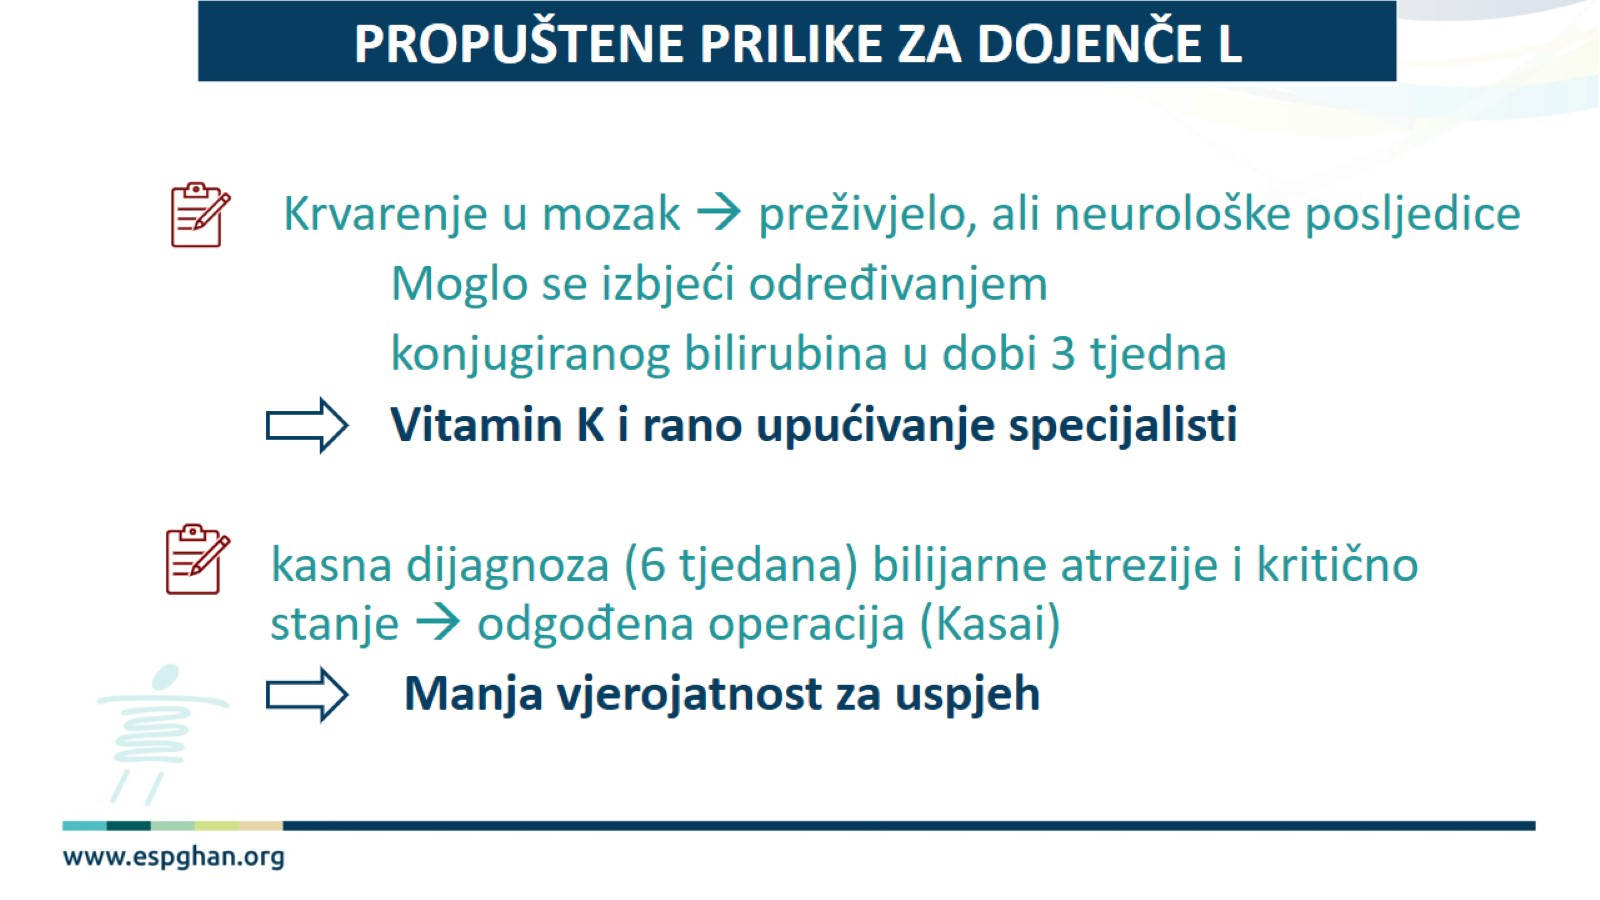 PROPUŠTENE PRILIKE ZA DOJENČE L
Krvarenje u mozak → preživjelo, ali neurološke posljedice
Moglo se izbjeći određivanjem
konjugiranog bilirubina u dobi 3 tjedna
Vitamin K i rano upućivanje specijalisti
kasna dijagnoza (6 tjedana) bilijarne atrezije i kritično
stanje → odgođena operacija (Kasai)
Manja vjerojatnost za uspjeh
www.espghan.org